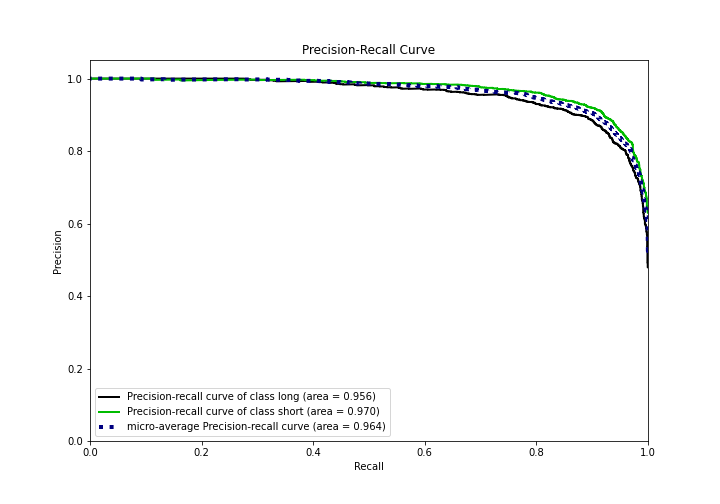 Precision-Recall Curve
1.0
0.8
0.6
0.4
0.2
0.0
Precision
Precision-recall curve of class long (area = 0.956)
Precision-recall curve of class short (area = 0.970)
micro-average Precision-recall curve (area = 0.964)
0.0 0.2 0.4 0.6 0.8 1.0
Recall